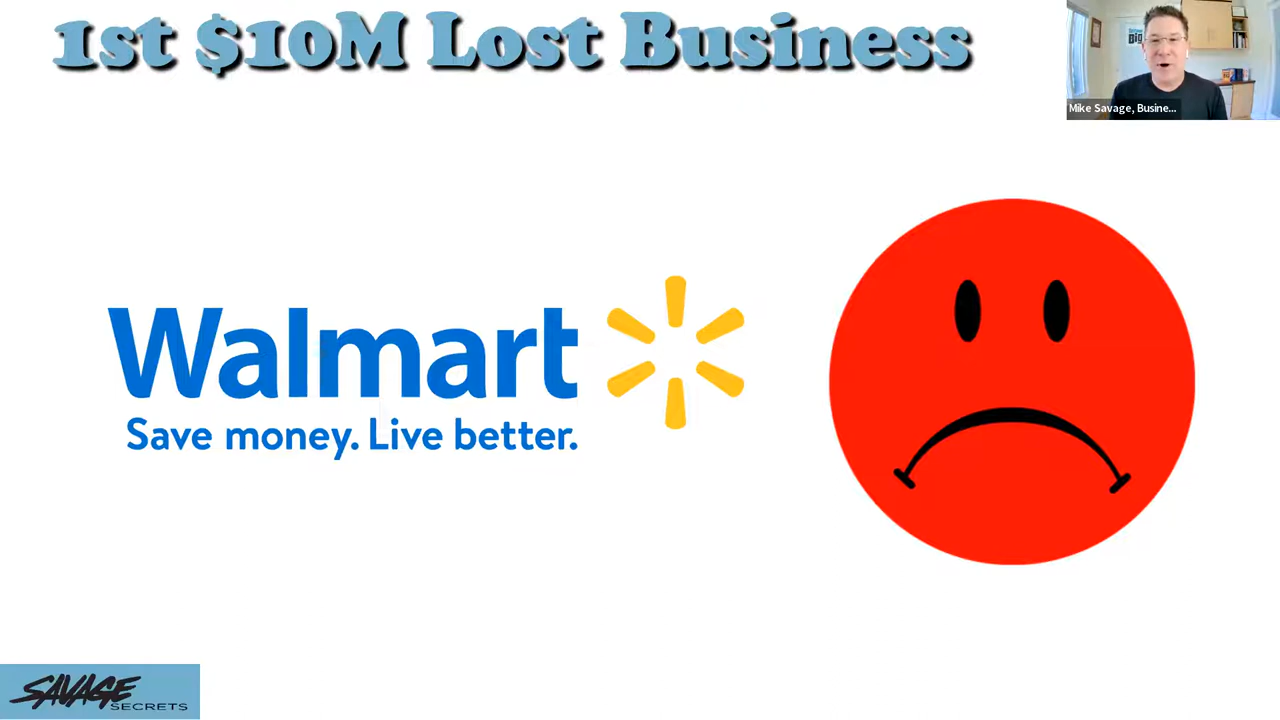 1st $10M Lost Business
Mike Savage, Busine...
Walmart
Save money. Live better.
SAVAGE
SECRETS